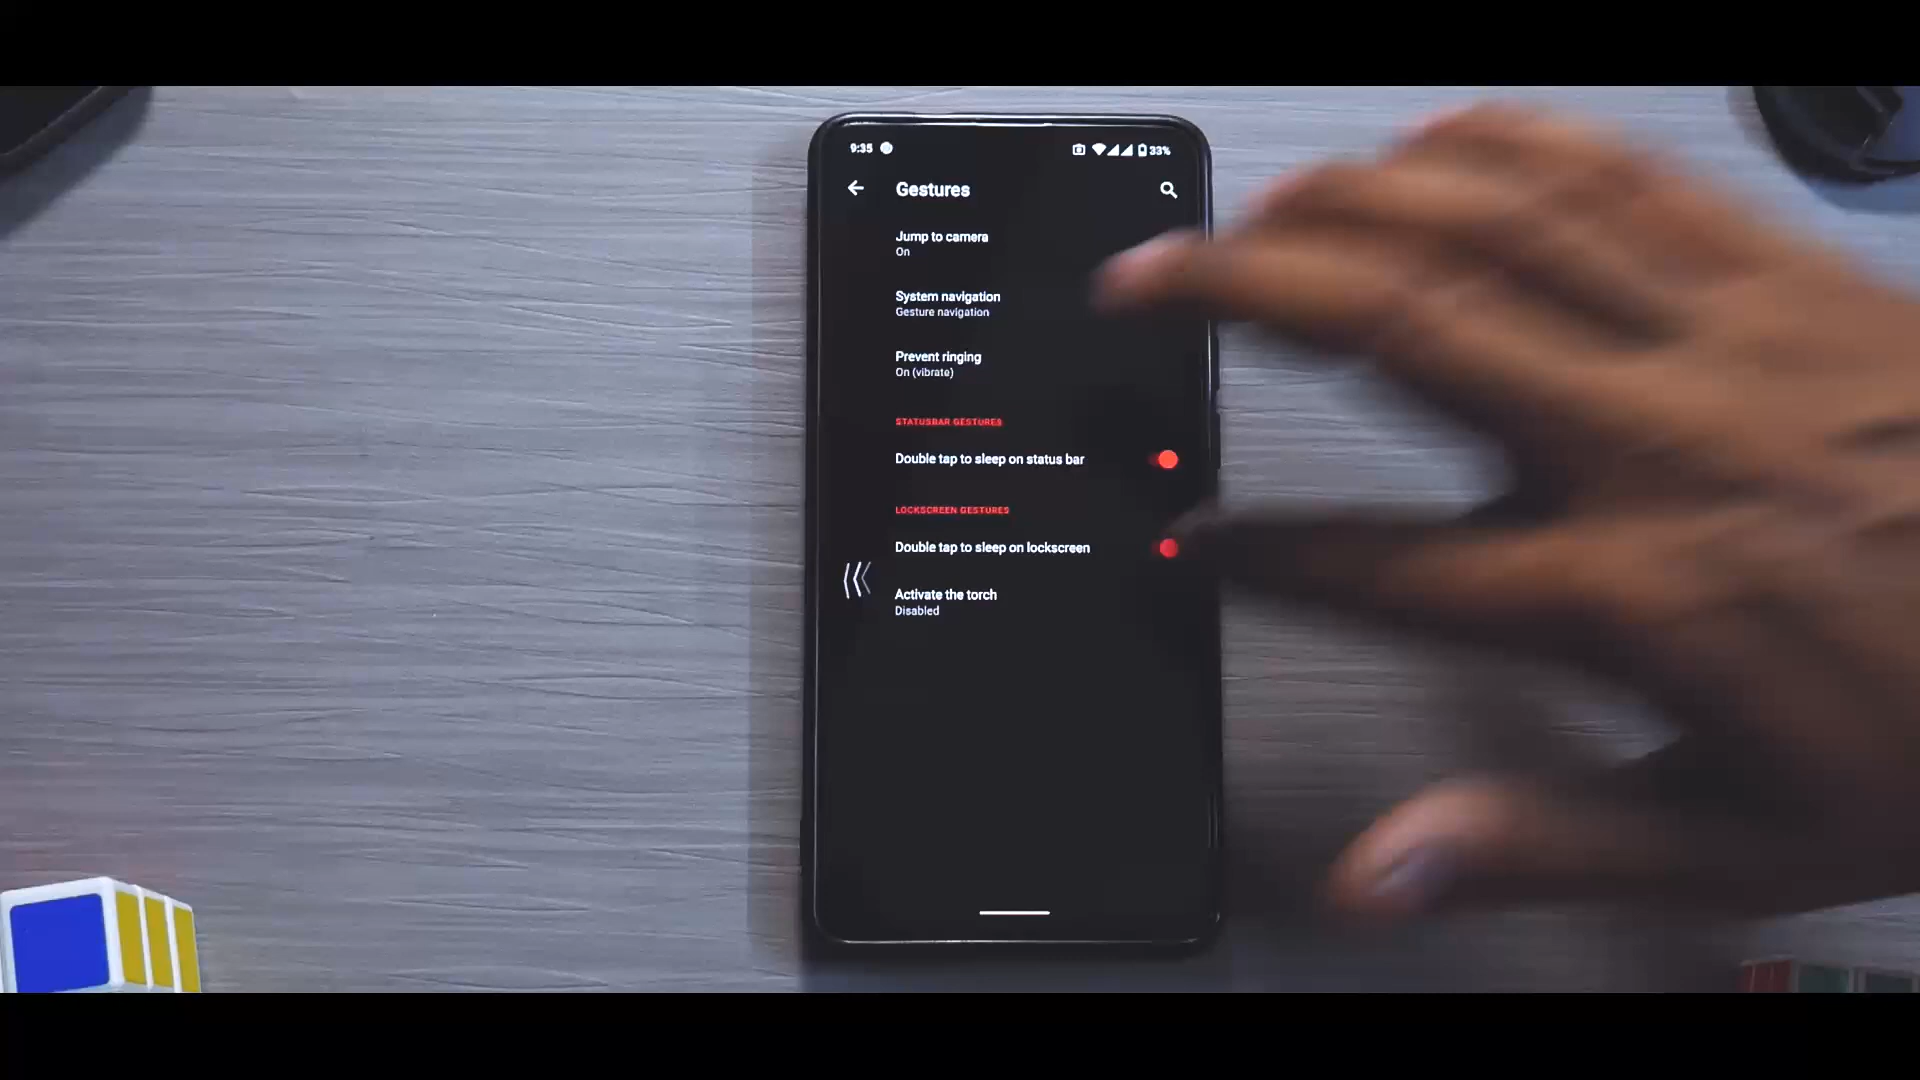 9:35
33%
Gestures
Jump to camera
On
System navigation
Gesture navigation
Prevent ringing
On (vibrate)
STATUSBAR GESTURES
Double tap to sleep on status bar
LOCKSCREEN GESTURES
Double tap to sleep on lockscreen
Activate the torch
Disabled